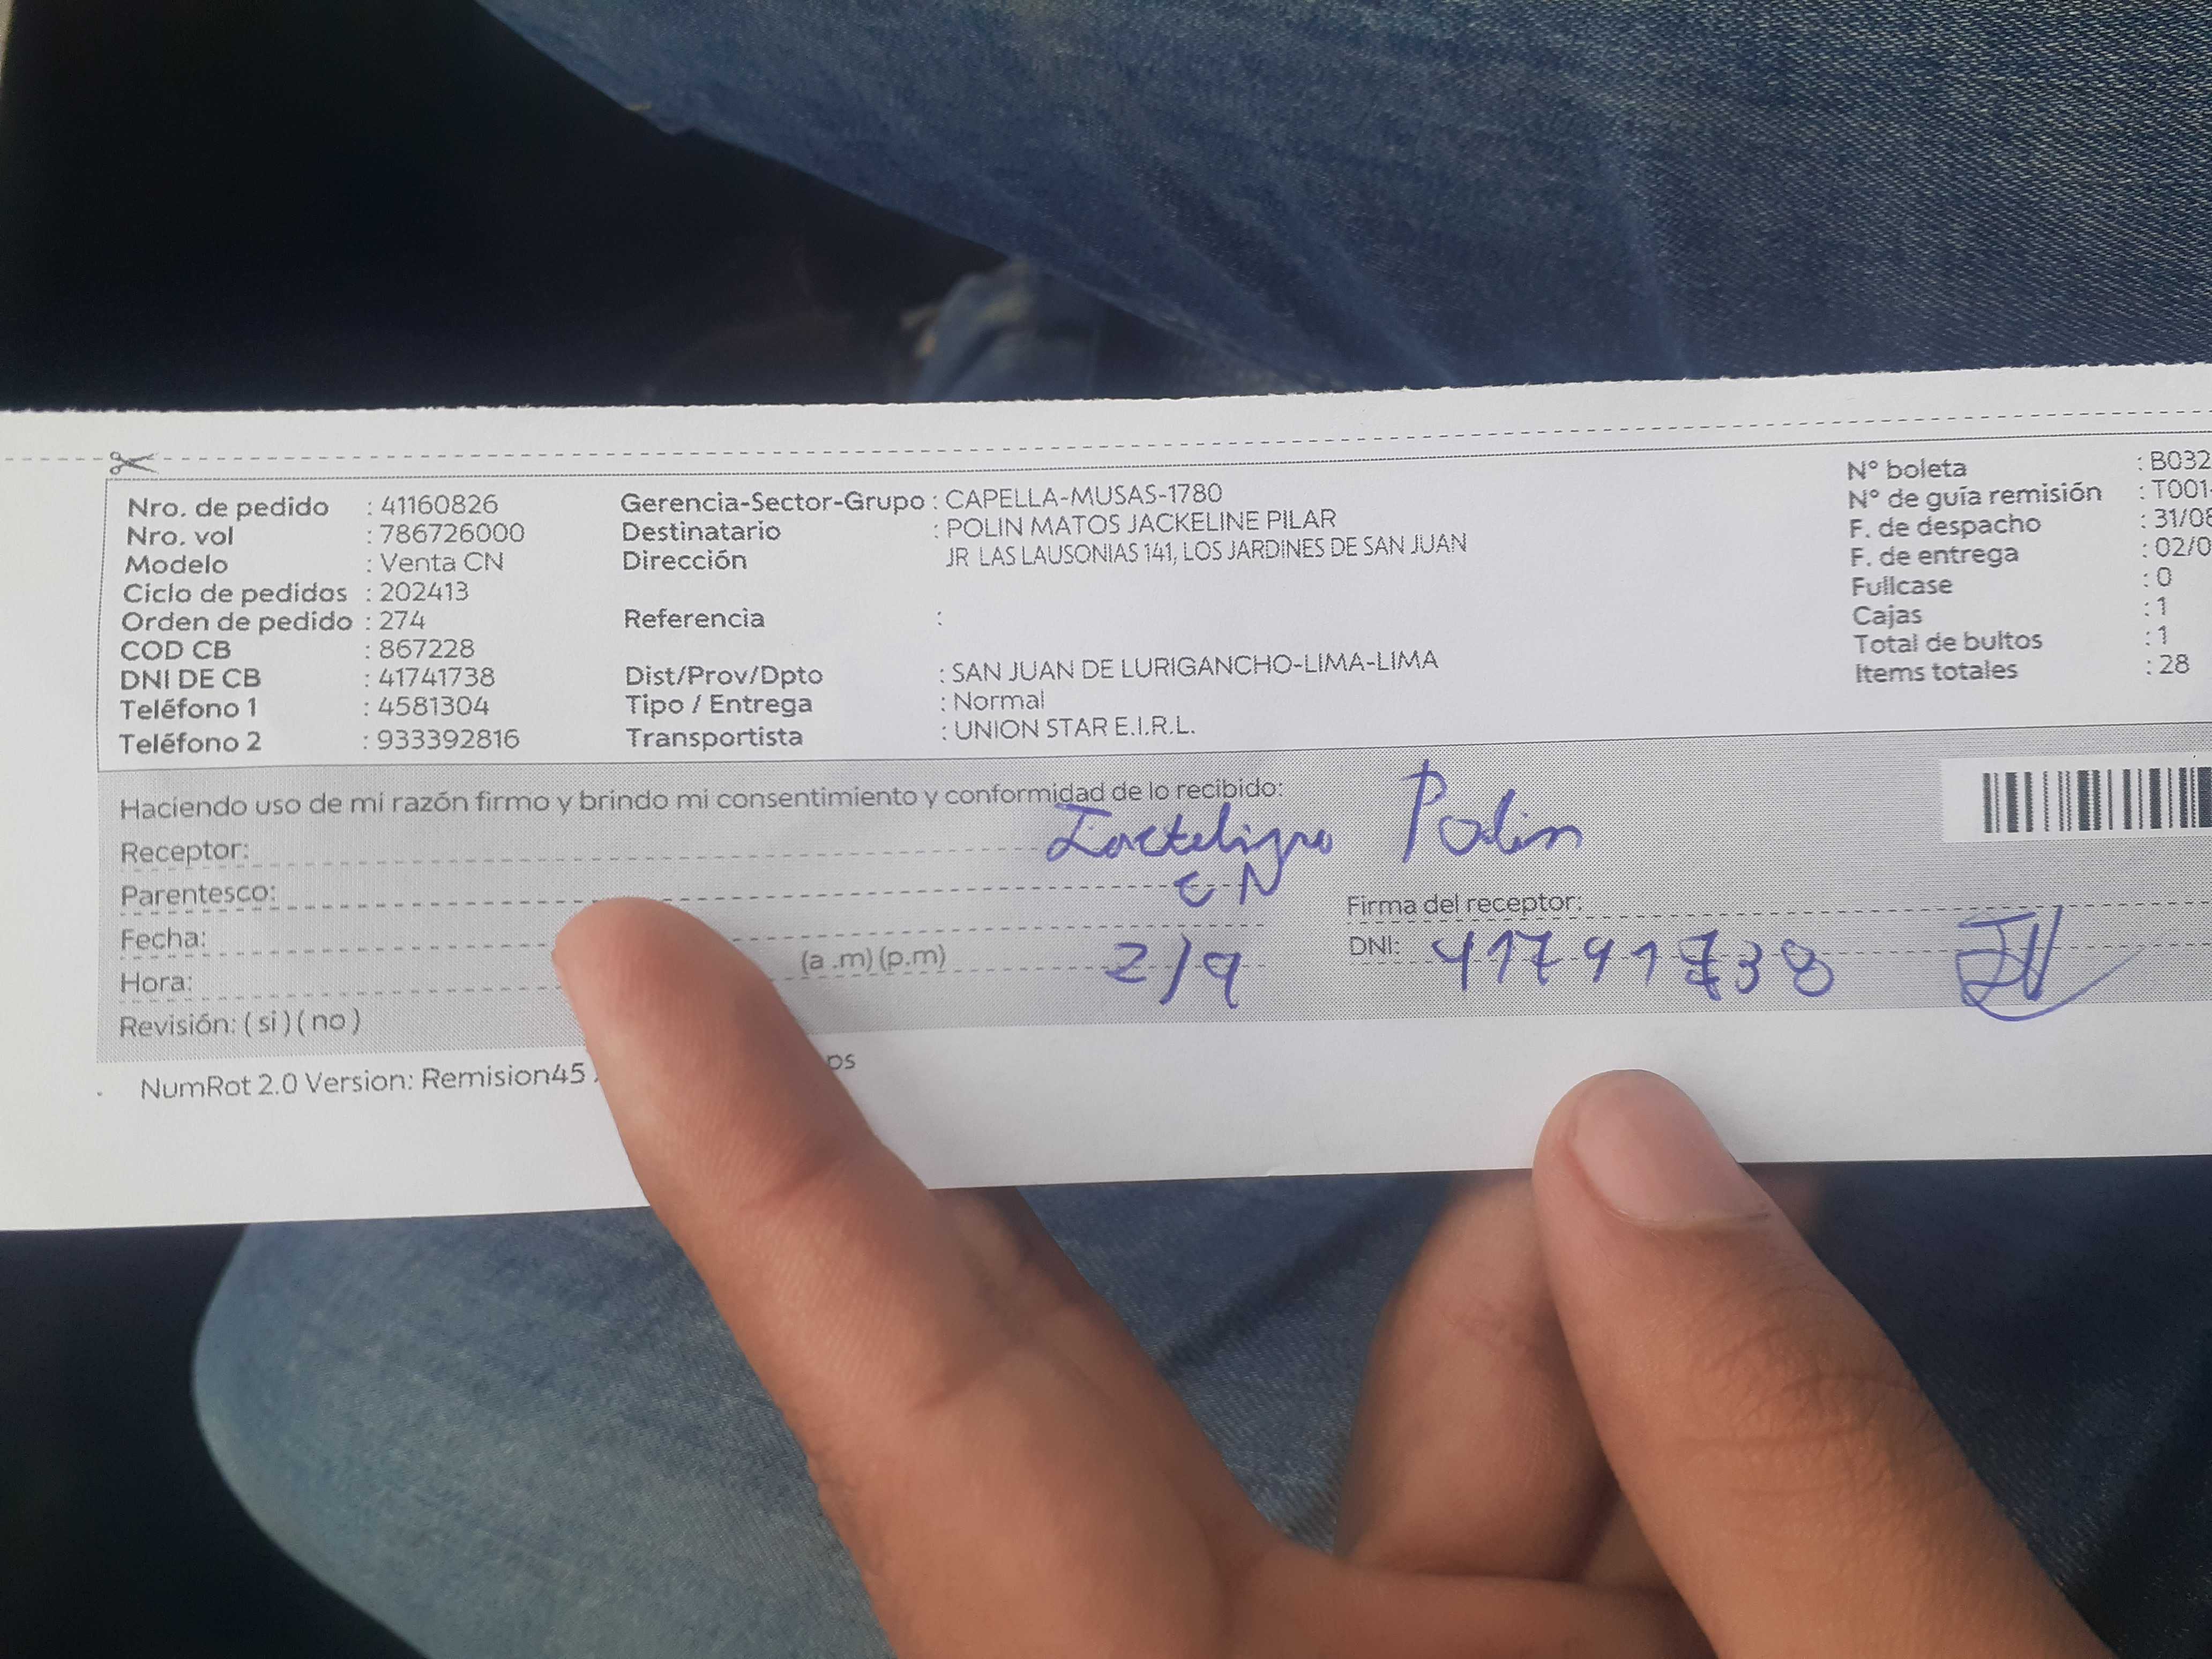 Nro. de pedido : 41160826
Nro. vol : 786726000
Modelo : Venta CN
Ciclo de pedidos : 202413
Orden de pedido : 274
COD CB : 867228
DNI DE CB : 41741738
Teléfono 1 : 4581304
Teléfono 2 : 933392816
Gerencia-Sector-Grupo : CAPELLA-MUSAS-1780
Destinatario : POLIN MATOS JACKELINE PILAR
Dirección JR LAS LAUSONIAS 141, LOS JARDINES DE SAN JUAN
Referencia :
Dist/Prov/Dpto : SAN JUAN DE LURIGANCHO-LIMA-LIMA
Tipo / Entrega : Normal
Transportista : UNION STAR E.I.R.L.
N° boleta : B032
N° de guía remisión : T001-
F. de despacho : 31/08
F. de entrega : 02/0
Fullcase : 0
Cajas : 1
Total de bultos : 1
Items totales : 28
Haciendo uso de mi razón firmo y brindo mi consentimiento y conformidad de lo recibido:
Receptor: Polin
Parentesco: CN
Fecha:
Hora: (a .m) (p.m) 2/9
Revisión: ( si ) ( no )
Firma del receptor:
DNI: 41741738
NumRot 2.0 Version: Remision45
ps